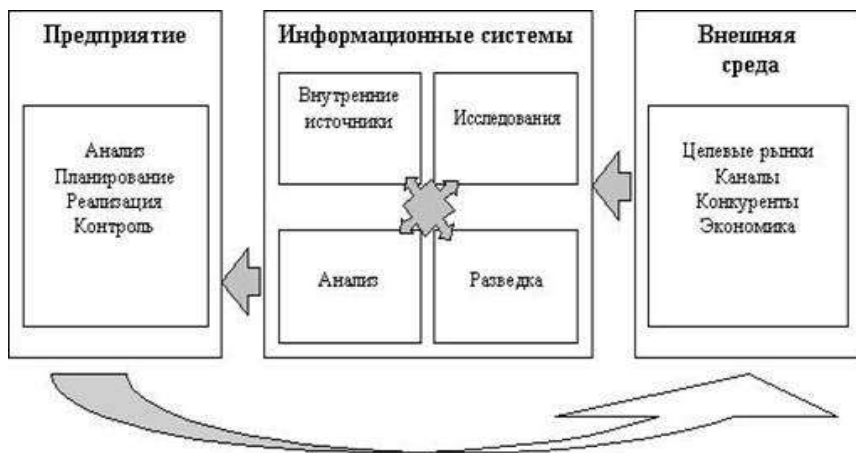 Предприятие
Анализ
Планирование
Реализация
Контроль
Информационные системы
Внутренние
источники
Исследования
Анализ
Разведка
Внешняя
среда
Целевые рынки
Каналы
Конкуренты
Экономика